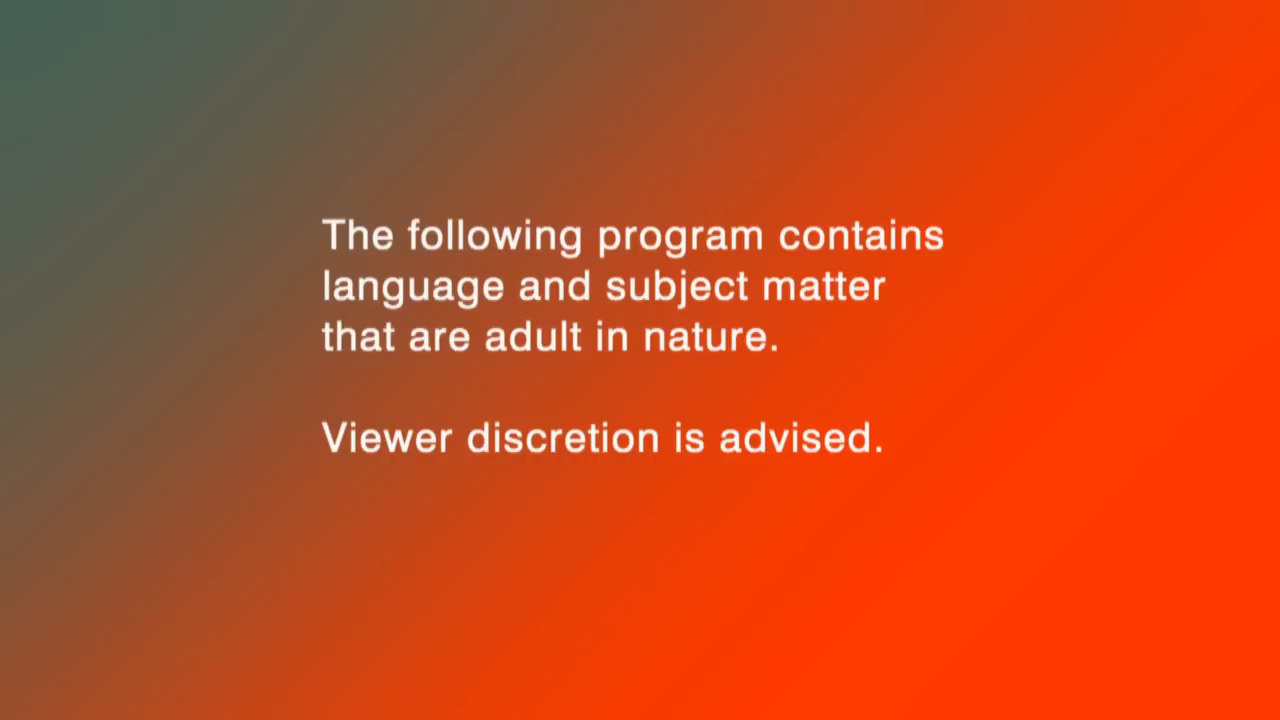 The following program contains
language and subject matter
that are adult in nature.
Viewer discretion is advised.